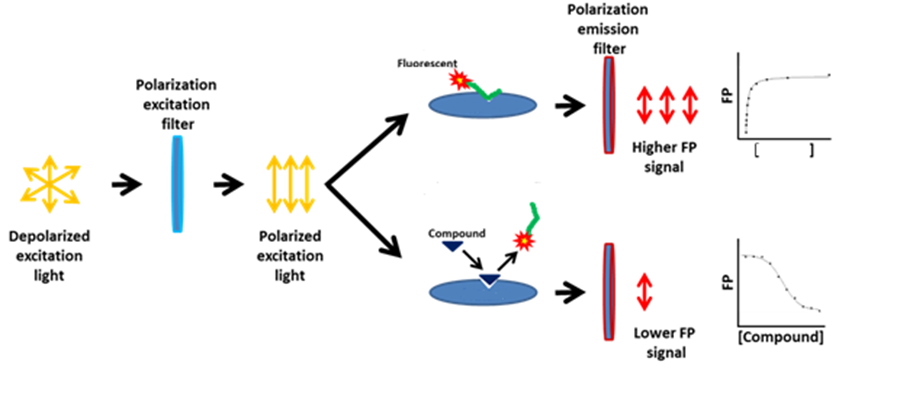 Polarization
emission
filter
Fluorescent
Polarization
excitation
filter
FP
Higher FP
signal
[ ]
Depolarized
excitation
light
Polarized
excitation
light
Compound
FP
Lower FP
signal
[Compound]